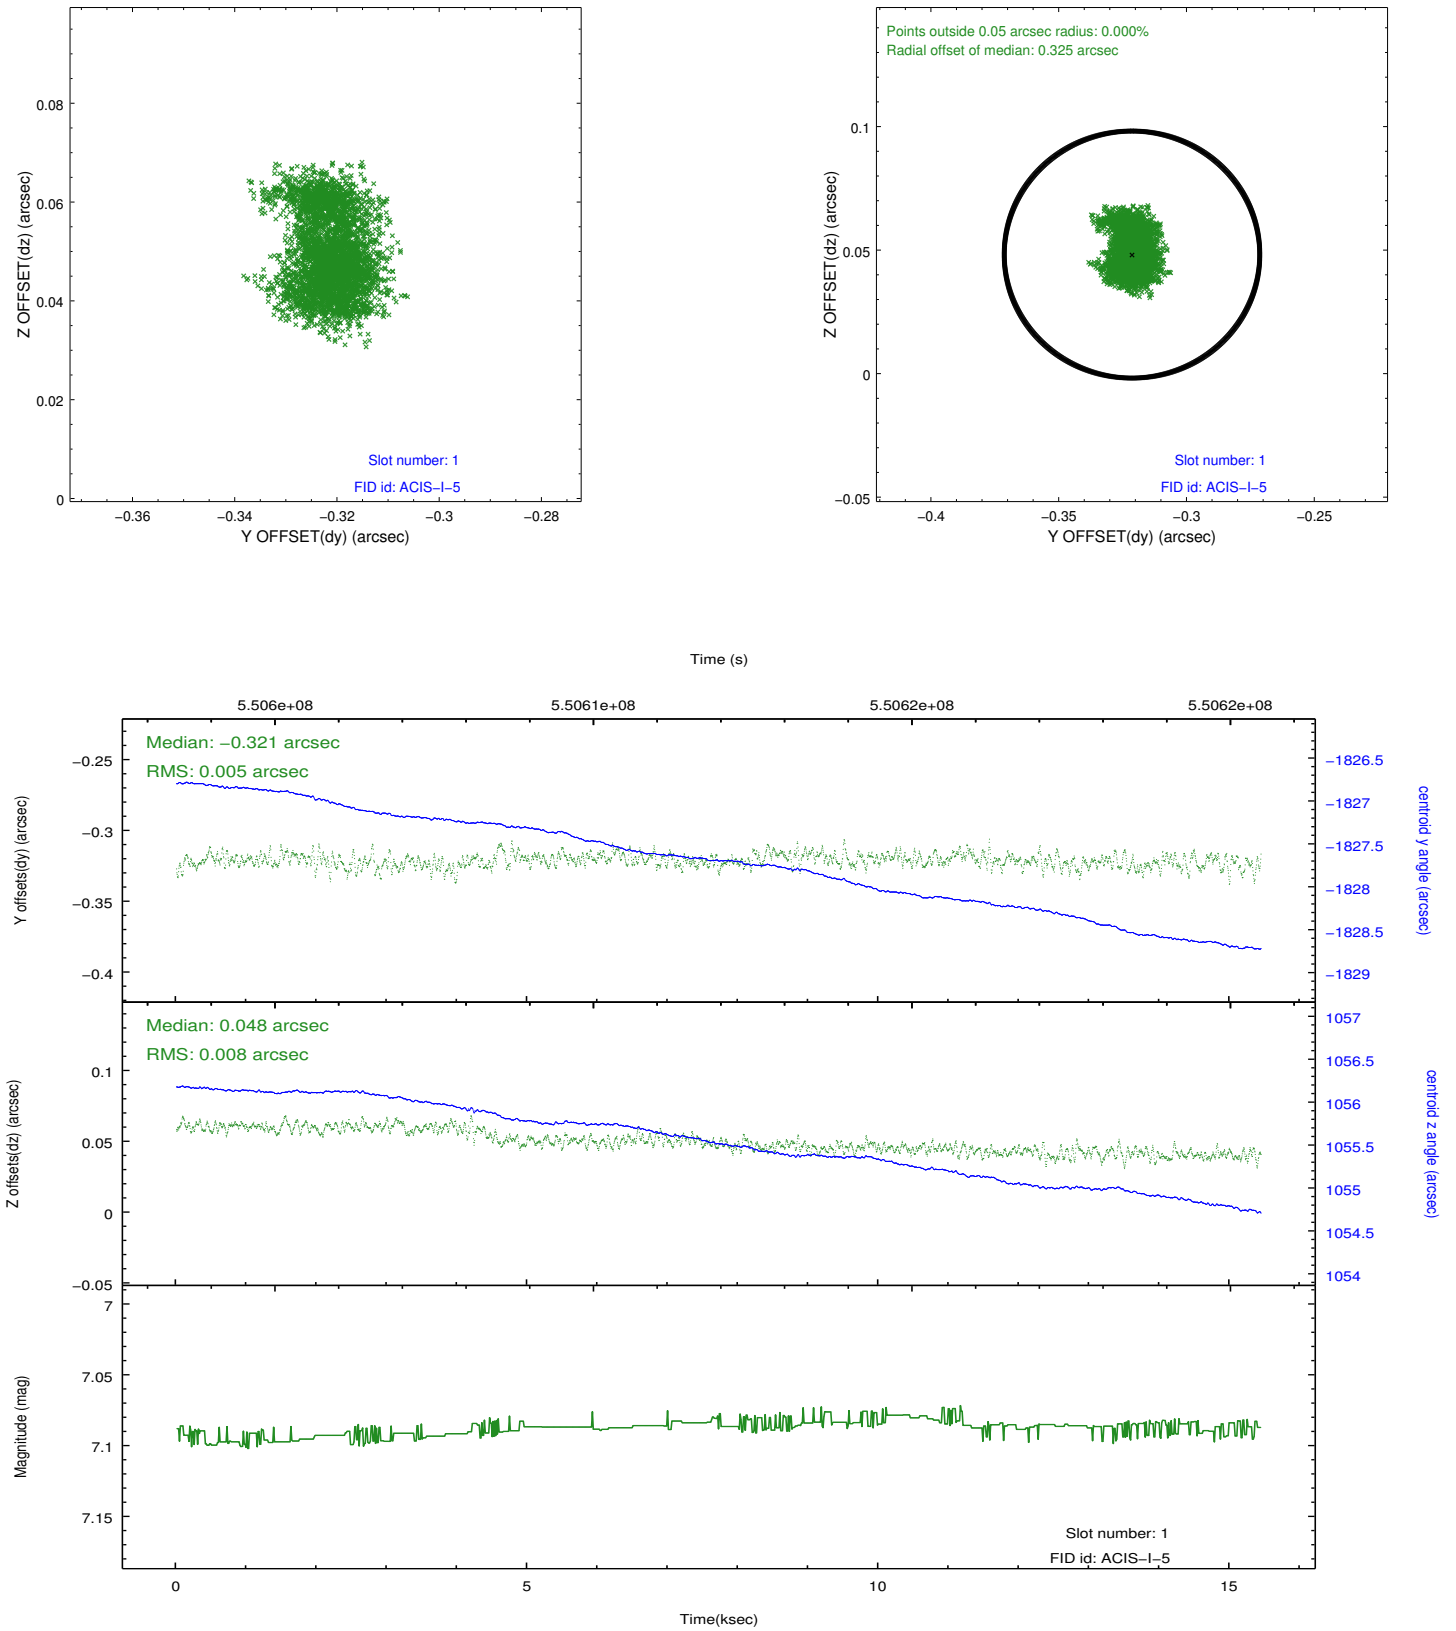 0.08
0.06
0.04
0.02
0
Z OFFSET(dz) (arcsec)
Slot number: 1
FID id: ACIS−I−5
−0.36
−0.34
−0.32
−0.3
−0.28
Y OFFSET(dy) (arcsec)
Points outside 0.05 arcsec radius: 0.000%
Radial offset of median: 0.325 arcsec
0.1
0.05
0
−0.05
Z OFFSET(dz) (arcsec)
Slot number: 1
FID id: ACIS−I−5
−0.4
−0.35
−0.3
−0.25
Y OFFSET(dy) (arcsec)
Time (s)
5.506e+08
5.5061e+08
5.5062e+08
5.5062e+08
Median: −0.321 arcsec
RMS: 0.005 arcsec
−0.25
−0.3
−0.35
−0.4
Y offsets(dy) (arcsec)
−1826.5
−1827
−1827.5
−1828
−1828.5
−1829
centroid y angle (arcsec)
Median: 0.048 arcsec
RMS: 0.008 arcsec
0.1
0.05
0
−0.05
Z offsets(dz) (arcsec)
1057
1056.5
1056
1055.5
1055
1054.5
1054
centroid z angle (arcsec)
7
7.05
7.1
7.15
Magnitude (mag)
Slot number: 1
FID id: ACIS−I−5
0
5
10
15
Time(ksec)